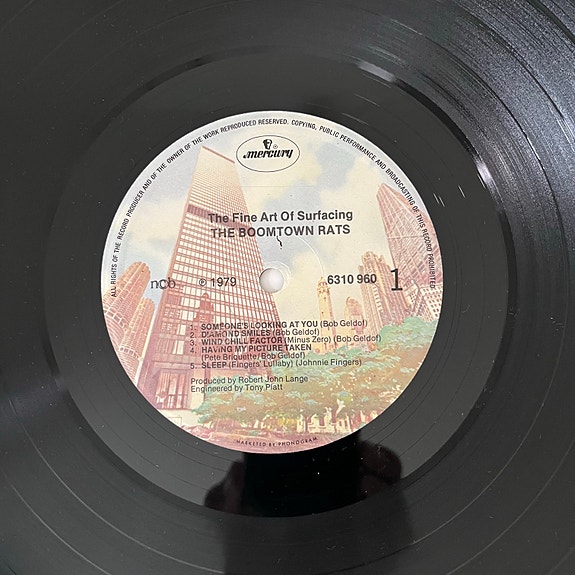 ALL RIGHTS OF THE RECORD PRODUCER AND OF THE OWNER OF THE WORK REPRODUCED RESERVED. COPYING, PUBLIC PERFORMANCE AND BROADCASTING OF THIS RECORD PROHIBITED
mercury ®
The Fine Art Of Surfacing
THE BOOMTOWN RATS
ncb ℗ 1979 6310 960 1
1. SOMEONE'S LOOKING AT YOU (Bob Geldof)
2. DIAMOND SMILES (Bob Geldof)
3. WIND CHILL FACTOR (Minus Zero) (Bob Geldof)
4. HAVING MY PICTURE TAKEN
(Pete Briquette/Bob Geldof)
5. SLEEP (Fingers' Lullaby) (Johnnie Fingers)
Produced by Robert John Lange
Engineered by Tony Platt
MARKETED BY PHONOGRAM